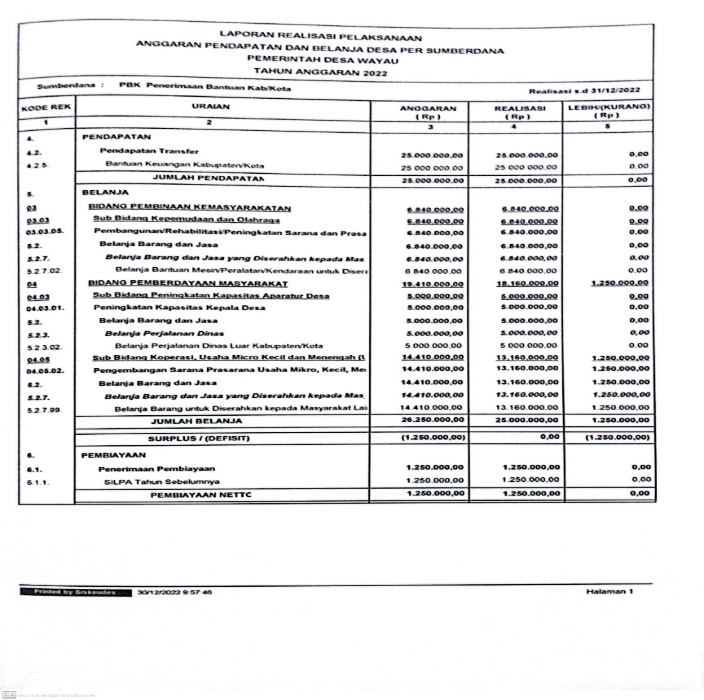 LAPORAN REALISASI PELAKSANAAN
ANGGARAN PENDAPATAN DAN BELANJA DESA PER SUMBERDANA
PEMERINTAH DESA WAYAU
TAHUN ANGGARAN 2022
Sumberdana : PBK Penerimaan Bantuan Kab/Kota Realisasi s.d 31/12/2022
KODE REK URAIAN ANGGARAN (Rp) REALISASI (Rp) LEBIH/(KURANG) (Rp)
1 2 3 4 5
4. PENDAPATAN
4.2. Pendapatan Transfer 25.000.000,00 25.000.000,00 0,00
4.2.5. Bantuan Keuangan Kabupaten/Kota 25.000.000,00 25.000.000,00 0,00
JUMLAH PENDAPATAN 25.000.000,00 25.000.000,00 0,00
5. BELANJA
03 BIDANG PEMBINAAN KEMASYARAKATAN 6.840.000,00 6.840.000,00 0,00
03.03 Sub Bidang Kepemudaan dan Olahraga 6.840.000,00 6.840.000,00 0,00
03.03.05. Pembangunan/Rehabilitasi/Peningkatan Sarana dan Prasa 6.840.000,00 6.840.000,00 0,00
5.2. Belanja Barang dan Jasa 6.840.000,00 6.840.000,00 0,00
5.2.7. Belanja Barang dan Jasa yang Diserahkan kepada Mas 6.840.000,00 6.840.000,00 0,00
5.2.7.02. Belanja Bantuan Mesin/Peralatan/Kendaraan untuk Disera 6.840.000,00 6.840.000,00 0,00
04 BIDANG PEMBERDAYAAN MASYARAKAT 19.410.000,00 18.160.000,00 1.250.000,00
04.03 Sub Bidang Peningkatan Kapasitas Aparatur Desa 5.000.000,00 5.000.000,00 0,00
04.03.01. Peningkatan Kapasitas Kepala Desa 5.000.000,00 5.000.000,00 0,00
5.2. Belanja Barang dan Jasa 5.000.000,00 5.000.000,00 0,00
5.2.3. Belanja Perjalanan Dinas 5.000.000,00 5.000.000,00 0,00
5.2.3.02. Belanja Perjalanan Dinas Luar Kabupaten/Kota 5.000.000,00 5.000.000,00 0,00
04.05 Sub Bidang Koperasi, Usaha Micro Kecil dan Menengah (U 14.410.000,00 13.160.000,00 1.250.000,00
04.05.02. Pengembangan Sarana Prasarana Usaha Mikro, Kecil, Me 14.410.000,00 13.160.000,00 1.250.000,00
5.2. Belanja Barang dan Jasa 14.410.000,00 13.160.000,00 1.250.000,00
5.2.7. Belanja Barang dan Jasa yang Diserahkan kepada Mas 14.410.000,00 13.160.000,00 1.250.000,00
5.2.7.99. Belanja Barang untuk Diserahkan kepada Masyarakat Lai 14.410.000,00 13.160.000,00 1.250.000,00
JUMLAH BELANJA 26.250.000,00 25.000.000,00 1.250.000,00
SURPLUS / (DEFISIT) (1.250.000,00) 0,00 (1.250.000,00)
6. PEMBIAYAAN
6.1. Penerimaan Pembiayaan 1.250.000,00 1.250.000,00 0,00
6.1.1. SiLPA Tahun Sebelumnya 1.250.000,00 1.250.000,00 0,00
PEMBIAYAAN NETTC 1.250.000,00 1.250.000,00 0,00
Printed by Siskeudes 30/12/2022 9:57:46 Halaman 1
CS